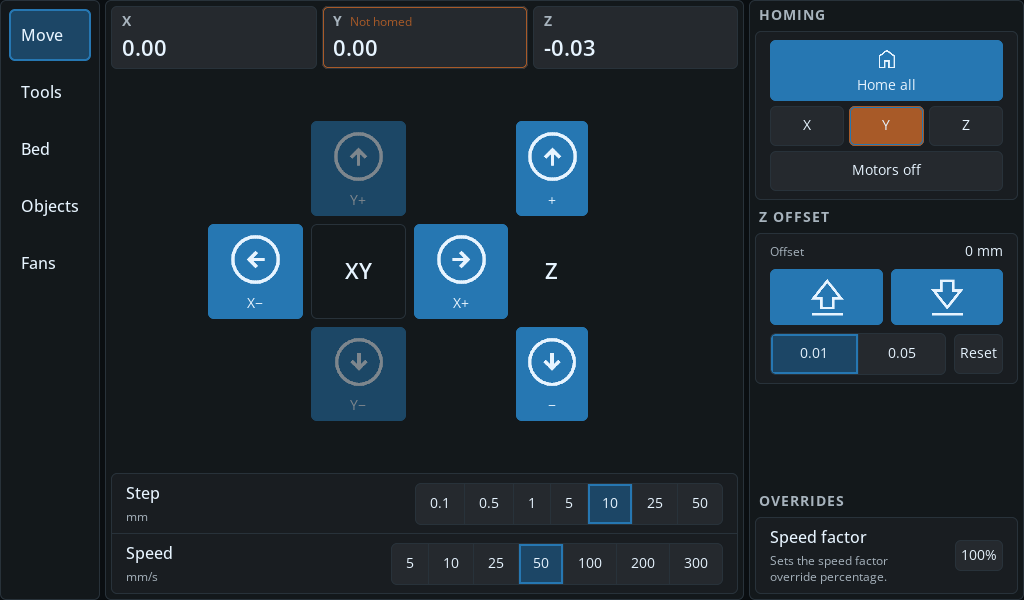 Move
Tools
Bed
Objects
Fans
X
0.00
Y Not homed
0.00
Z
-0.03
Y+
+
X−
XY
X+
Z
Y−
−
Step
mm
0.1 0.5 1 5 10 25 50
Speed
mm/s
5 10 25 50 100 200 300
HOMING
Home all
X Y Z
Motors off
Z OFFSET
Offset 0 mm
0.01 0.05 Reset
OVERRIDES
Speed factor
Sets the speed factor
override percentage.
100%